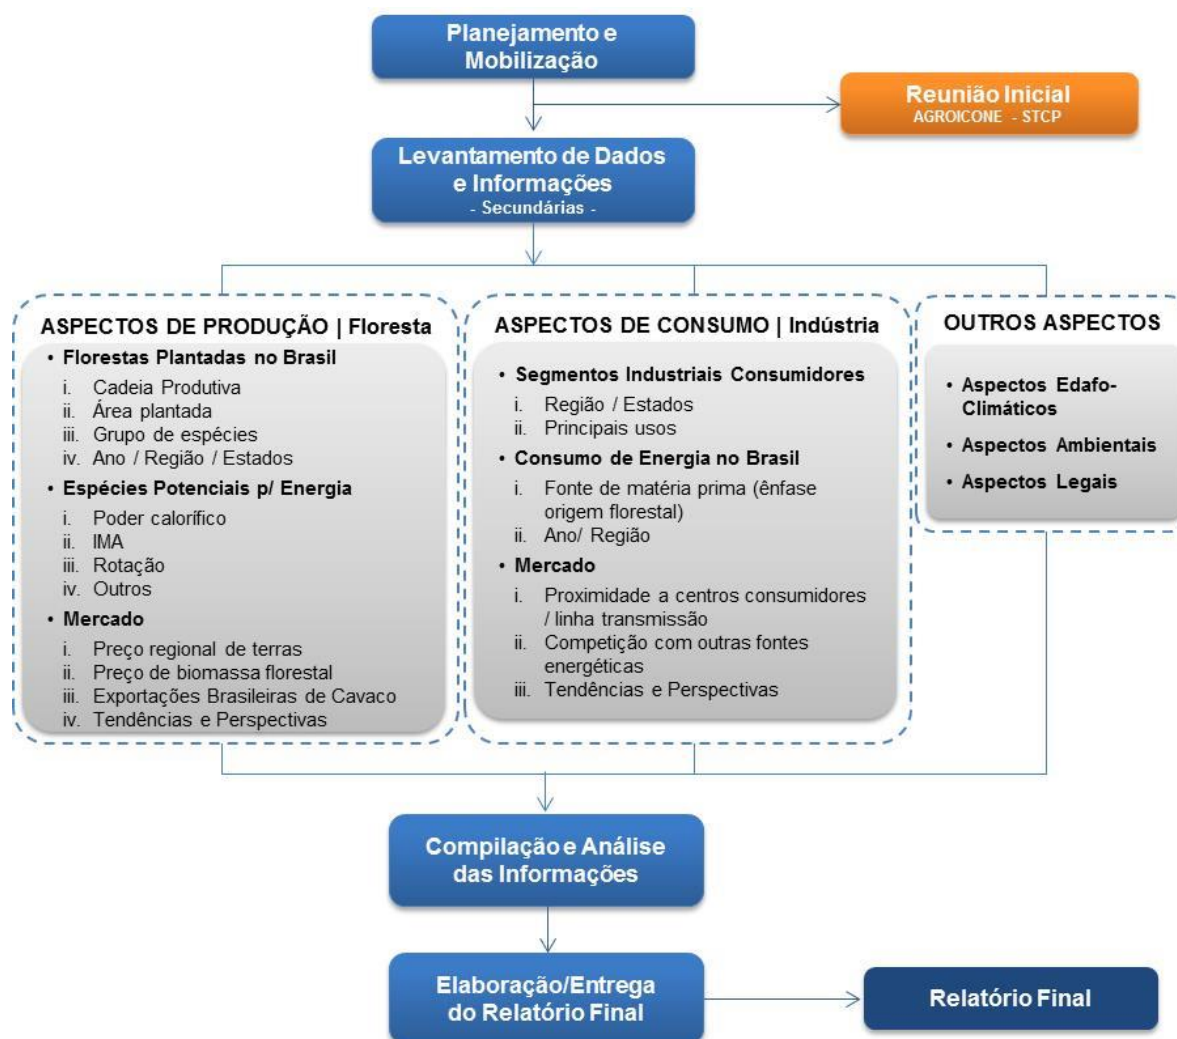 Planejamento e
Mobilização
Reunião Inicial
AGROICONE - STCP
Levantamento de Dados
e Informações
- Secundárias -
ASPECTOS DE PRODUÇÃO | Floresta
• Florestas Plantadas no Brasil
i. Cadeia Produtiva
ii. Área plantada
iii. Grupo de espécies
iv. Ano / Região / Estados
• Espécies Potenciais p/ Energia
i. Poder calorífico
ii. IMA
iii. Rotação
iv. Outros
• Mercado
i. Preço regional de terras
ii. Preço de biomassa florestal
iii. Exportações Brasileiras de Cavaco
iv. Tendências e Perspectivas
ASPECTOS DE CONSUMO | Indústria
• Segmentos Industriais Consumidores
i. Região / Estados
ii. Principais usos
• Consumo de Energia no Brasil
i. Fonte de matéria prima (ênfase
origem florestal)
ii. Ano/ Região
• Mercado
i. Proximidade a centros consumidores
/ linha transmissão
ii. Competição com outras fontes
energéticas
iii. Tendências e Perspectivas
OUTROS ASPECTOS
• Aspectos Edafo-
Climáticos
• Aspectos Ambientais
• Aspectos Legais
Compilação e Análise
das Informações
Elaboração/Entrega
do Relatório Final
Relatório Final